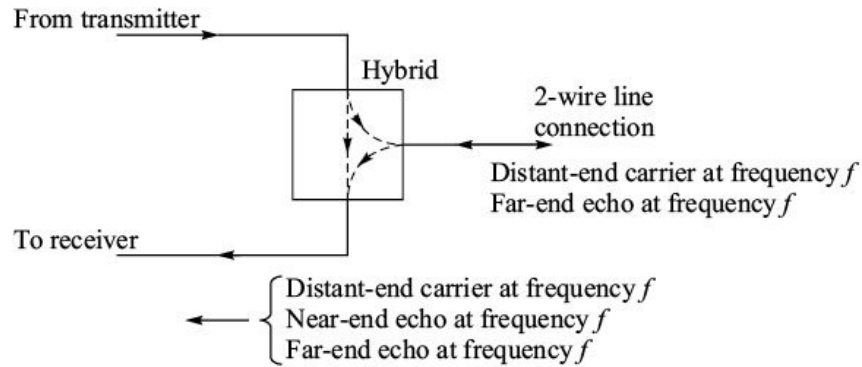 From transmitter
Hybrid
2-wire line
connection
Distant-end carrier at frequency f
Far-end echo at frequency f
To receiver
Distant-end carrier at frequency f
Near-end echo at frequency f
Far-end echo at frequency f